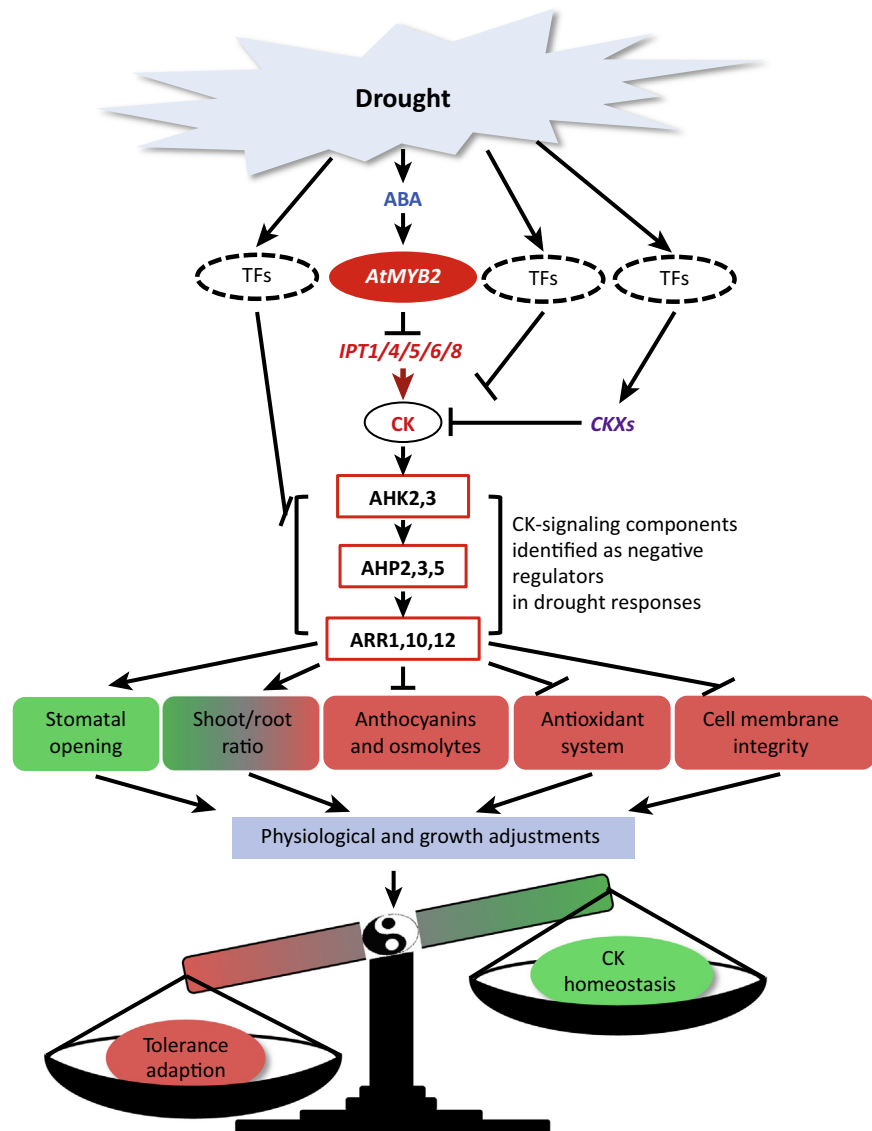 Drought
ABA
TFs
AtMYB2
TFs
TFs
IPT1/4/5/6/8
CK
CKXs
AHK2,3
AHP2,3,5
ARR1,10,12
CK-signaling components
identified as negative
regulators
in drought responses
Stomatal
opening
Shoot/root
ratio
Anthocyanins
and osmolytes
Antioxidant
system
Cell membrane
integrity
Physiological and growth adjustments
CK
homeostasis
Tolerance
adaption